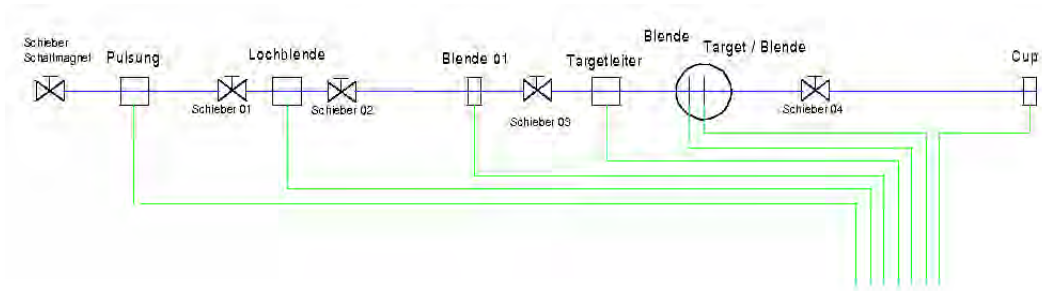 Schieber
Schaltmagnet
Pulsung
Schieber 01
Lochblende
Schieber 02
Blende 01
Schieber 03
Targetleiter
Blende
Target / Blende
Schieber 04
Cup